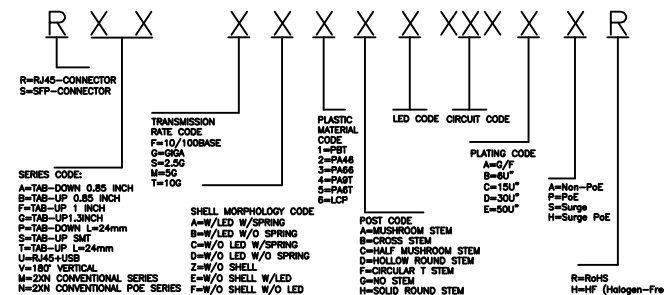 R X X X X X X X XXX X X R
R=RJ45-CONNECTOR
S=SFP-CONNECTOR
SERIES CODE:
A=TAB-DOWN 0.85 INCH
B=TAB-UP 0.85 INCH
F=TAB-UP 1 INCH
G=TAB-UP1.3INCH
P=TAB-DOWN L=24mm
S=TAB-UP SMT
T=TAB-UP L=24mm
U=RJ45+USB
V=180° VERTICAL
M=2XN CONVENTIONAL SERIES
N=2XN CONVENTIONAL POE SERIES
TRANSMISSION
RATE CODE
F=10/100BASE
G=GIGA
S=2.5G
M=5G
T=10G
SHELL MORPHOLOGY CODE
A=W/LED W/SPRING
B=W/LED W/O SPRING
C=W/O LED W/SPRING
D=W/O LED W/O SPRING
Z=W/O SHELL
E=W/O SHELL W/LED
F=W/O SHELL W/O LED
PLASTIC
MATERIAL
CODE
1=PBT
2=PA46
3=PA66
4=PA9T
5=PA6T
6=LCP
POST CODE
A=MUSHROOM STEM
B=CROSS STEM
C=HALF MUSHROOM STEM
D=HOLLOW ROUND STEM
F=CIRCULAR T STEM
G=NO STEM
H=SOLID ROUND STEM
LED CODE
CIRCUIT CODE
PLATING CODE
A=G/F
B=6U"
C=15U"
D=30U"
E=50U"
A=Non-PoE
P=PoE
S=Surge
H=Surge PoE
R=RoHS
H=HF (Halogen-Fre